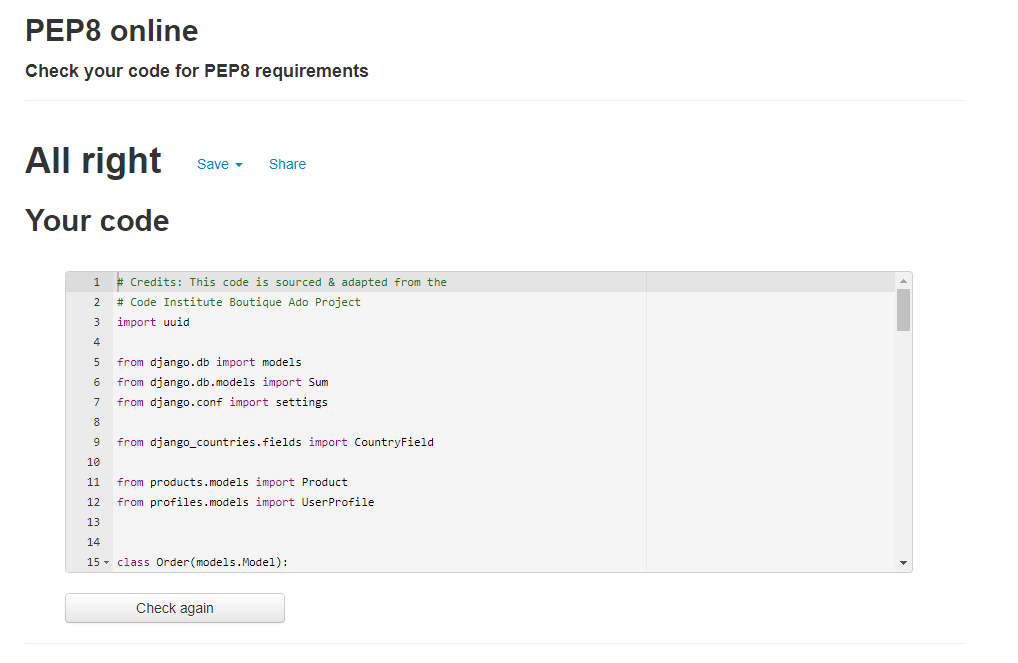 PEP8 online
Check your code for PEP8 requirements
All right Save Share
Your code
1 # Credits: This code is sourced & adapted from the
2 # Code Institute Boutique Ado Project
3 import uuid
4
5 from django.db import models
6 from django.db.models import Sum
7 from django.conf import settings
8
9 from django_countries.fields import CountryField
10
11 from products.models import Product
12 from profiles.models import UserProfile
13
14
15 class Order(models.Model):
Check again